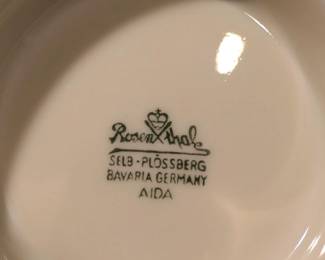 Rosenthal
SELB-PLÖSSBERG
BAVARIA GERMANY
AIDA